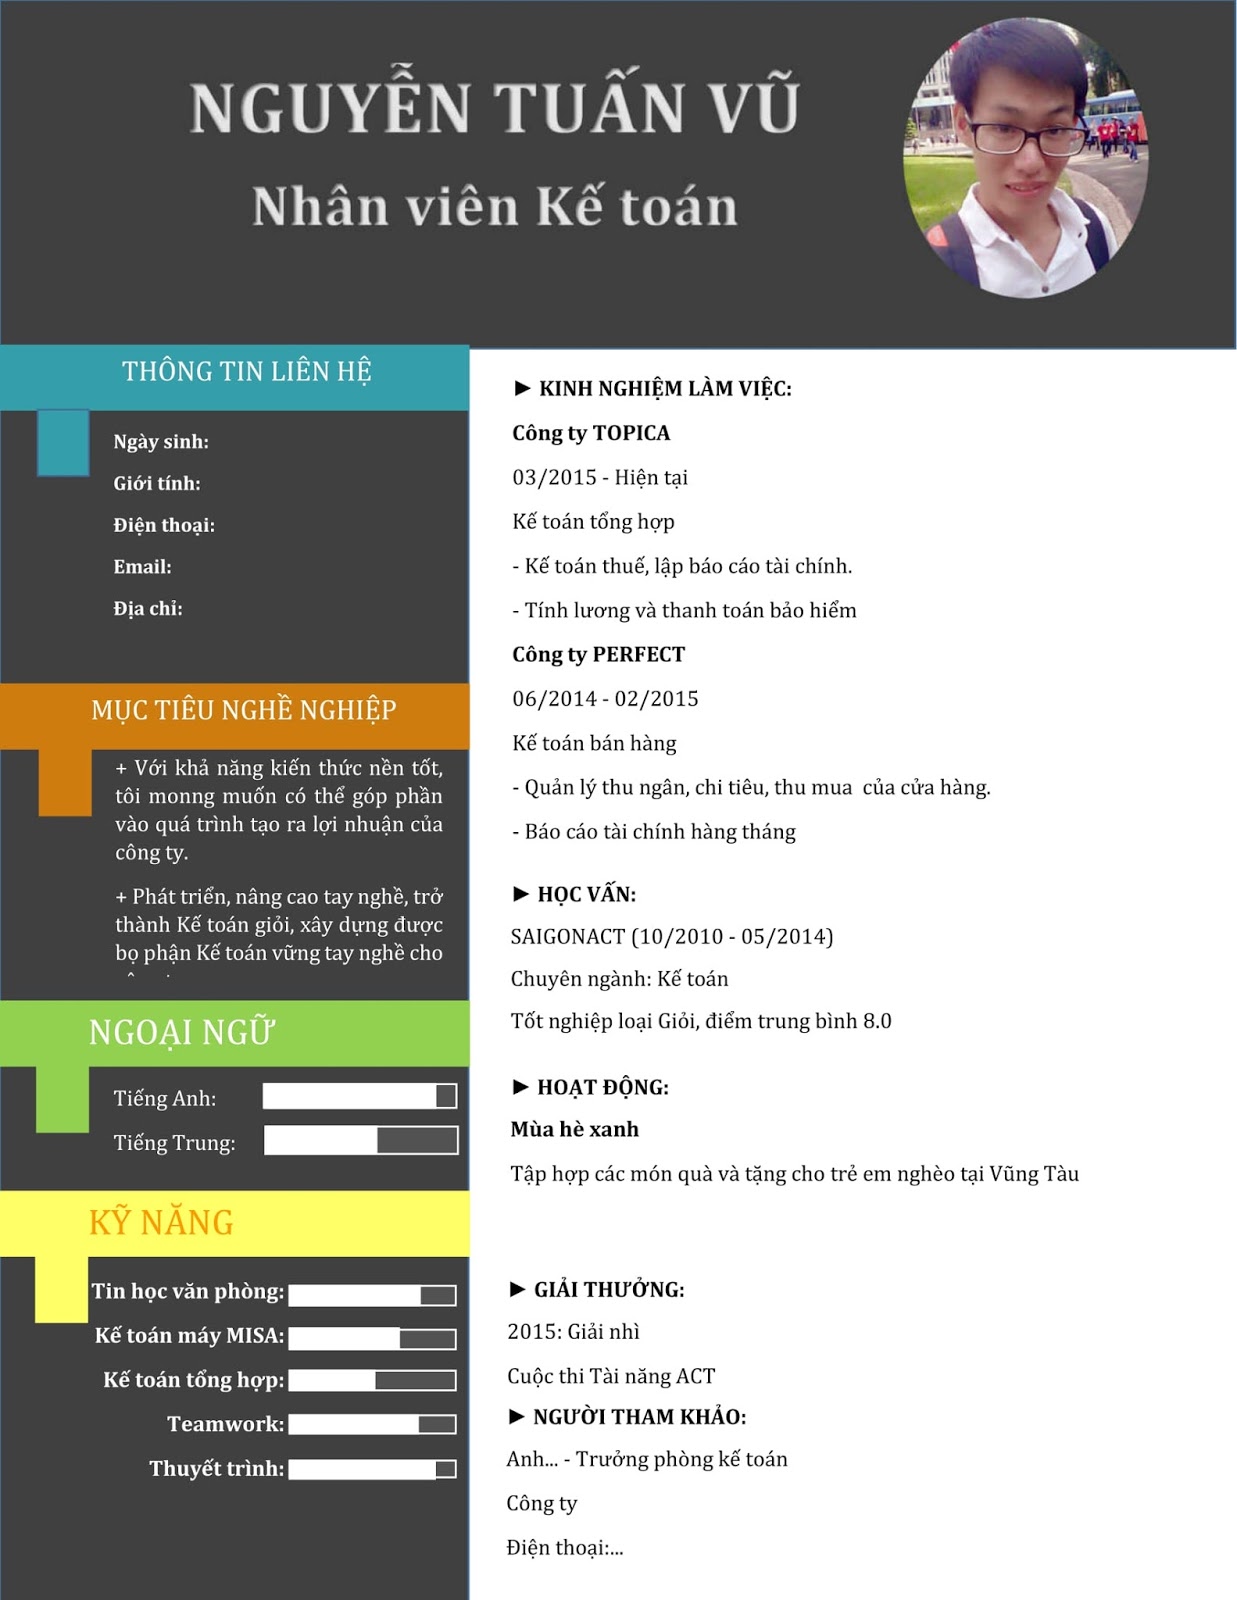 NGUYỄN TUẤN VŨ
Nhân viên Kế toán
THÔNG TIN LIÊN HỆ
Ngày sinh:
Giới tính:
Điện thoại:
Email:
Địa chỉ:
MỤC TIÊU NGHỀ NGHIỆP
+ Với khả năng kiến thức nền tốt,
tôi monng muốn có thể góp phần
vào quá trình tạo ra lợi nhuận của
công ty.
+ Phát triển, nâng cao tay nghề, trở
thành Kế toán giỏi, xây dựng được
bọ phận Kế toán vững tay nghề cho
NGOẠI NGỮ
Tiếng Anh:
Tiếng Trung:
KỸ NĂNG
Tin học văn phòng:
Kế toán máy MISA:
Kế toán tổng hợp:
Teamwork:
Thuyết trình:
► KINH NGHIỆM LÀM VIỆC:
Công ty TOPICA
03/2015 - Hiện tại
Kế toán tổng hợp
- Kế toán thuế, lập báo cáo tài chính.
- Tính lương và thanh toán bảo hiểm
Công ty PERFECT
06/2014 - 02/2015
Kế toán bán hàng
- Quản lý thu ngân, chi tiêu, thu mua  của cửa hàng.
- Báo cáo tài chính hàng tháng
► HỌC VẤN:
SAIGONACT (10/2010 - 05/2014)
Chuyên ngành: Kế toán
Tốt nghiệp loại Giỏi, điểm trung bình 8.0
► HOẠT ĐỘNG:
Mùa hè xanh
Tập hợp các món quà và tặng cho trẻ em nghèo tại Vũng Tàu
► GIẢI THƯỞNG:
2015: Giải nhì
Cuộc thi Tài năng ACT
► NGƯỜI THAM KHẢO:
Anh... - Trưởng phòng kế toán
Công ty
Điện thoại:...